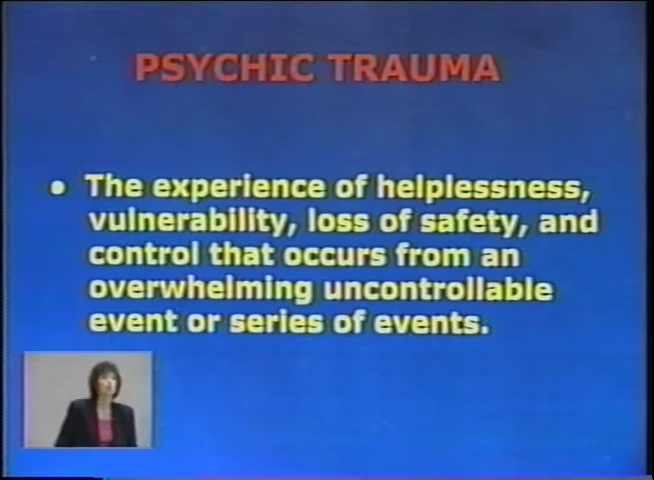 PSYCHIC TRAUMA
• The experience of helplessness,
vulnerability, loss of safety, and
control that occurs from an
overwhelming uncontrollable
event or series of events.